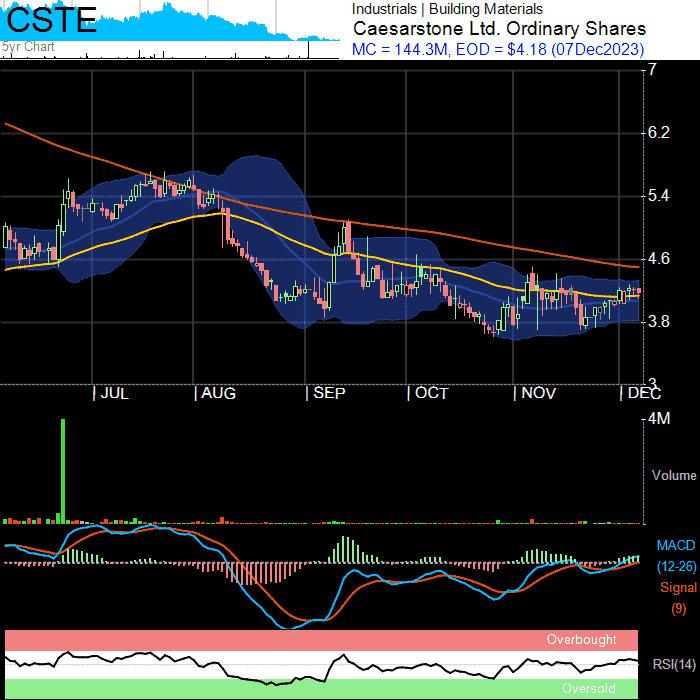 CSTE
5yr Chart
Industrials | Building Materials
Caesarstone Ltd. Ordinary Shares
MC = 144.3M, EOD = $4.18 (07Dec2023)
7
6.2
5.4
4.6
3.8
3
| JUL | AUG | SEP | OCT | NOV | DEC
4M
Volume
MACD
(12-26)
Signal
(9)
Overbought
RSI(14)
Oversold